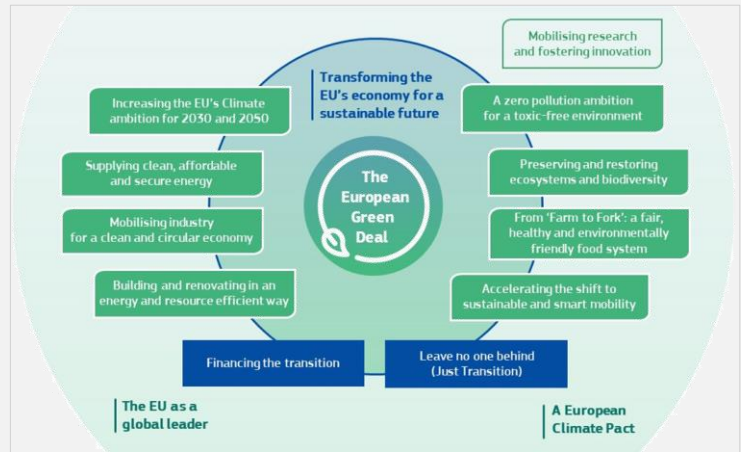 Mobilising research
and fostering innovation
Transforming the
EU's economy for a
sustainable future
Increasing the EU's Climate
ambition for 2030 and 2050
A zero pollution ambition
for a toxic-free environment
Supplying clean, affordable
and secure energy
Preserving and restoring
ecosystems and biodiversity
The
European
Green
Deal
Mobilising industry
for a clean and circular economy
From 'Farm to Fork': a fair,
healthy and environmentally
friendly food system
Building and renovating in an
energy and resource efficient way
Accelerating the shift to
sustainable and smart mobility
Financing the transition
Leave no one behind
(Just Transition)
The EU as a
global leader
A European
Climate Pact